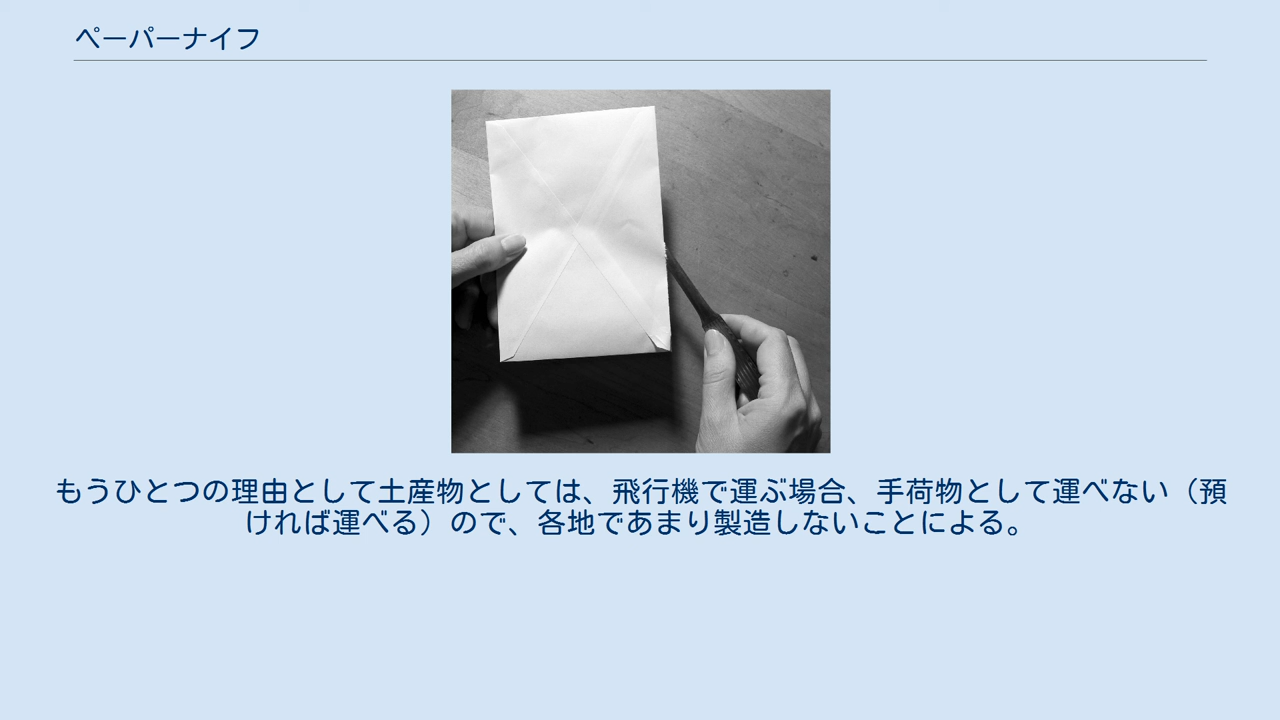 ペーパーナイフ
もうひとつの理由として土産物としては、飛行機で運ぶ場合、手荷物として運べない（預
ければ運べる）ので、各地であまり製造しないことによる。